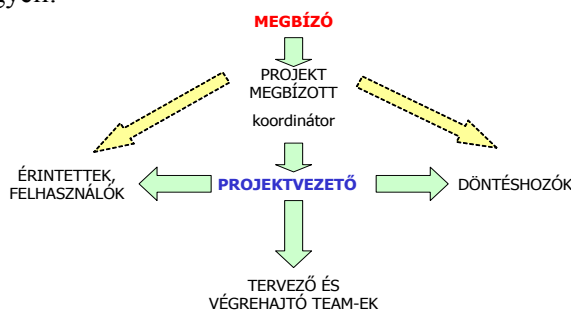 MEGBÍZÓ
PROJEKT
MEGBÍZOTT
koordinátor
ÉRINTETTEK,
FELHASZNÁLÓK
PROJEKTVEZETŐ
DÖNTÉSHOZÓK
TERVEZŐ ÉS
VÉGREHAJTÓ TEAM-EK